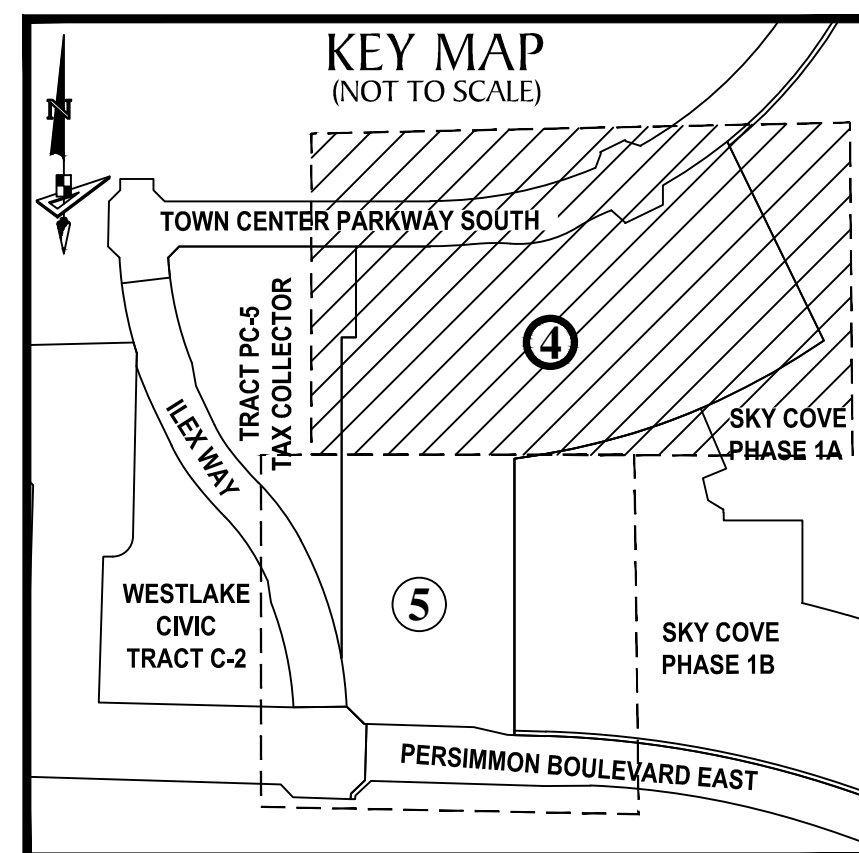 KEY MAP
(NOT TO SCALE)
N
TOWN CENTER PARKWAY SOUTH
TRACT PC-5
TAX COLLECTOR
4
ILEX WAY
SKY COVE
PHASE 1A
WESTLAKE
CIVIC
TRACT C-2
5
SKY COVE
PHASE 1B
PERSIMMON BOULEVARD EAST